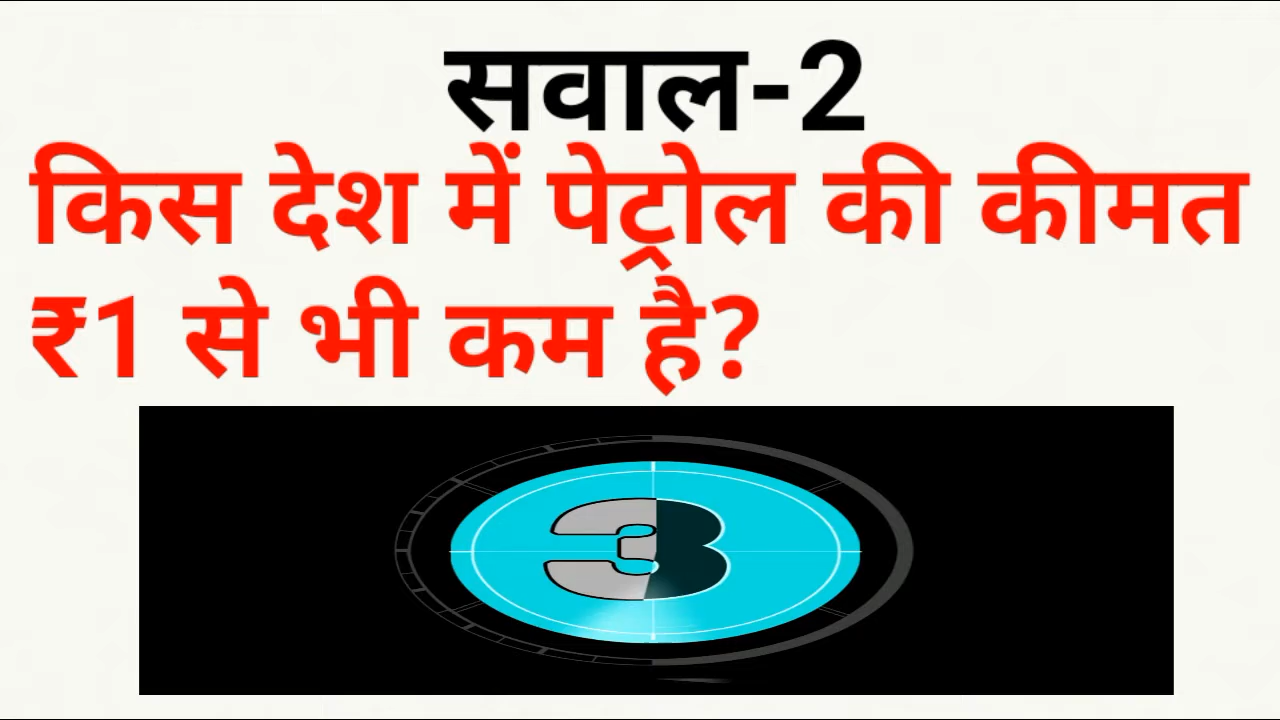 सवाल-2
किस देश में पेट्रोल की कीमत
₹1 से भी कम है?
3